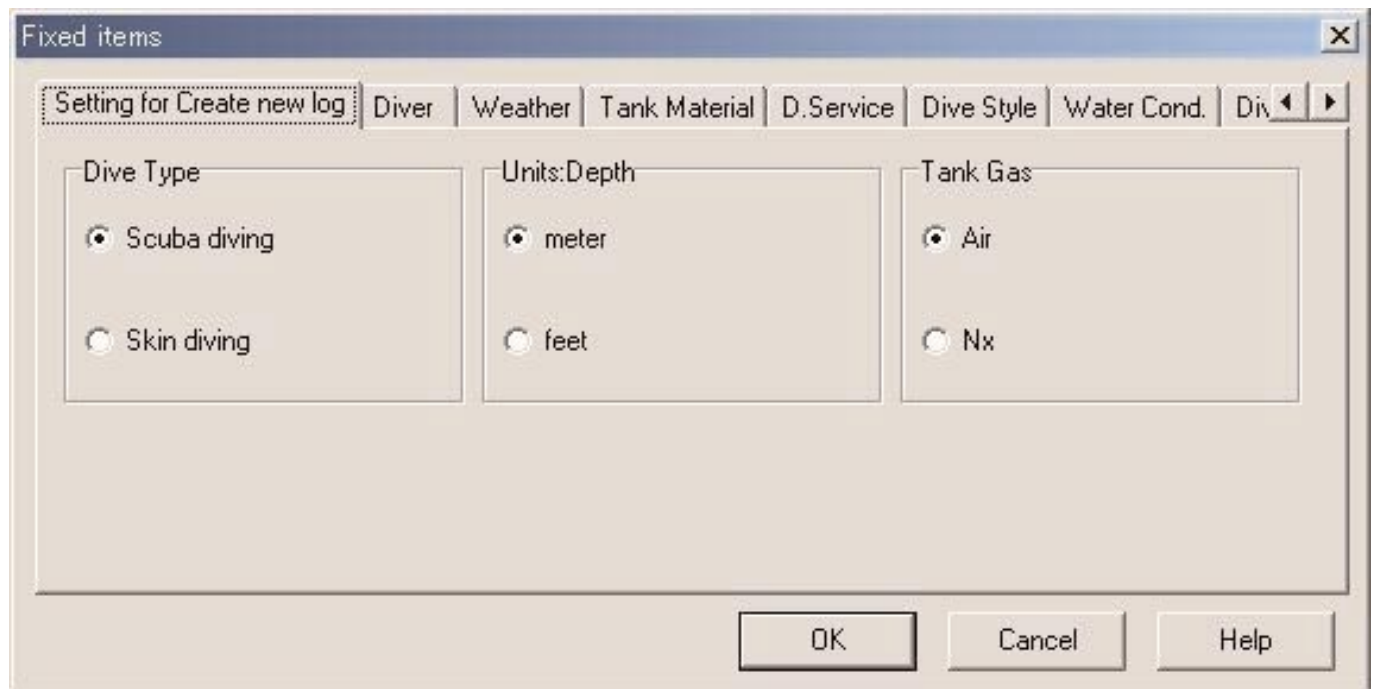 Fixed items
Setting for Create new log Diver Weather Tank Material D.Service Dive Style Water Cond.
Dive Type Units:Depth Tank Gas
Scuba diving meter Air
Skin diving feet Nx
OK Cancel Help